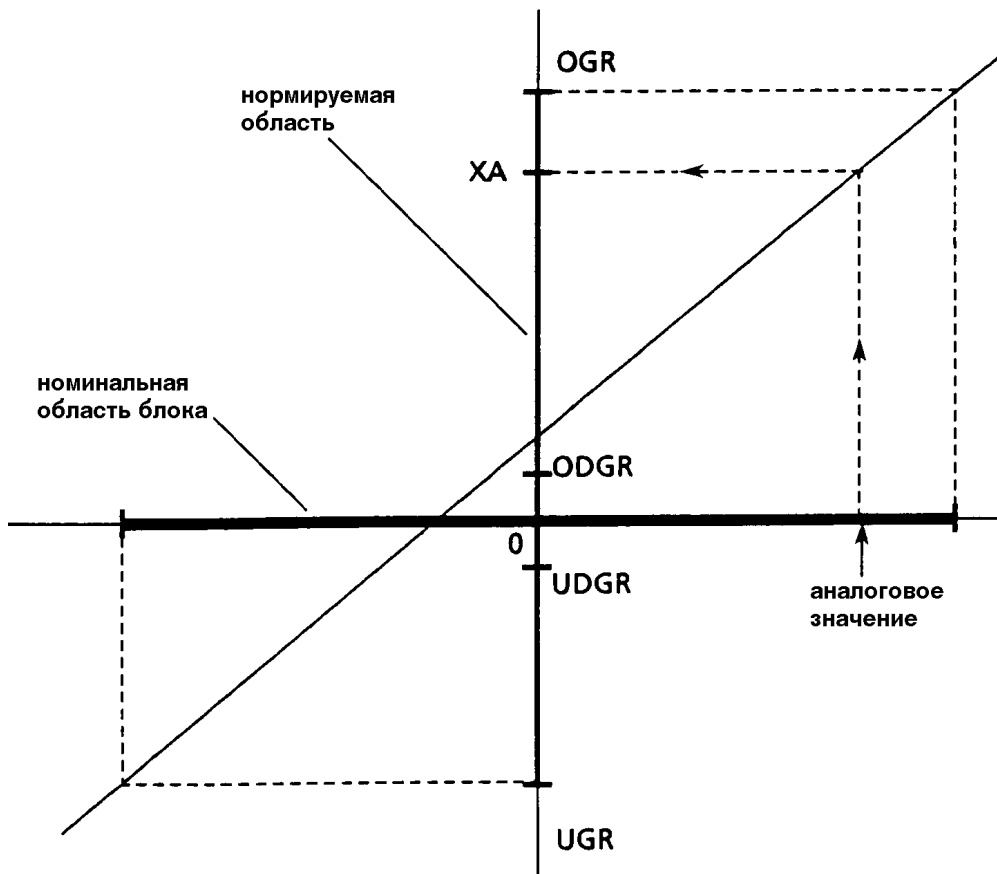 OGR
нормируемая
область
XA
номинальная
область блока
ODGR
0
UDGR
аналоговое
значение
UGR